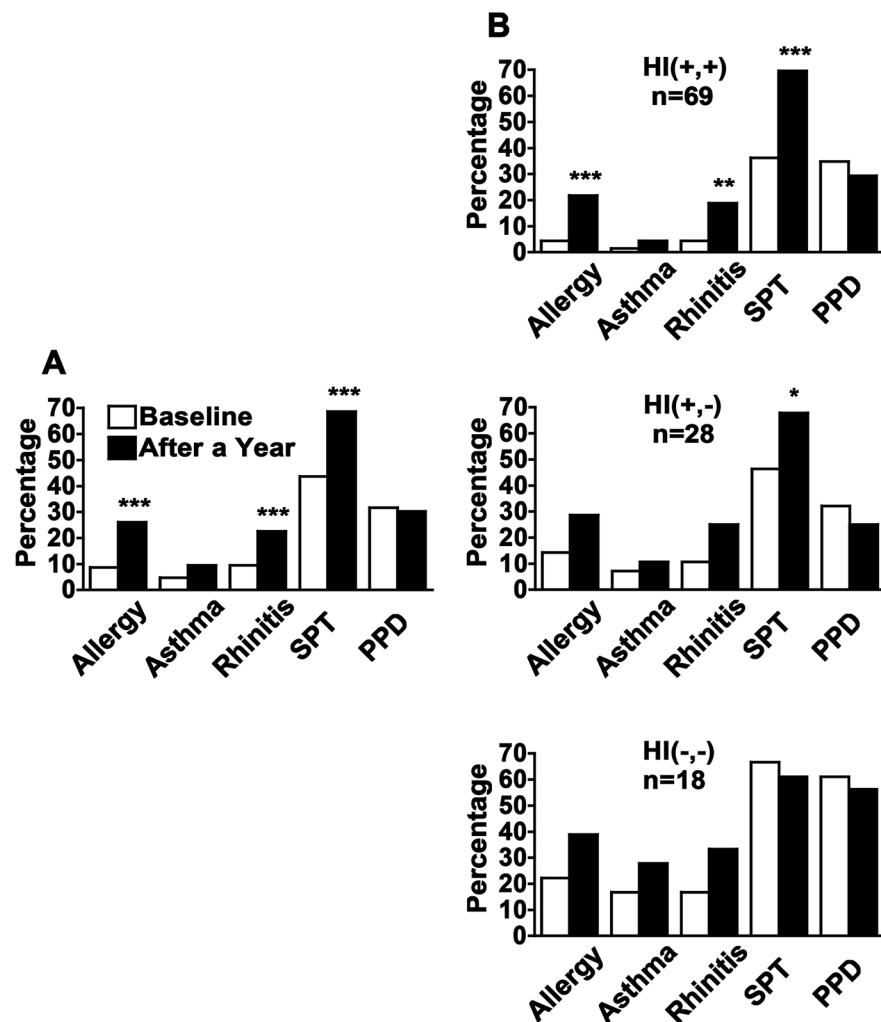 B
HI(+,+)
n=69
***
70
60
50
40
30
20
10
0
Percentage
***
**
Allergy
Asthma
Rhinitis
SPT
PPD
A
Baseline
After a Year
***
70
60
50
40
30
20
10
0
Percentage
***
***
Allergy
Asthma
Rhinitis
SPT
PPD
HI(+,-)
n=28
*
70
60
50
40
30
20
10
0
Percentage
Allergy
Asthma
Rhinitis
SPT
PPD
HI(-,-)
n=18
70
60
50
40
30
20
10
0
Percentage
Allergy
Asthma
Rhinitis
SPT
PPD